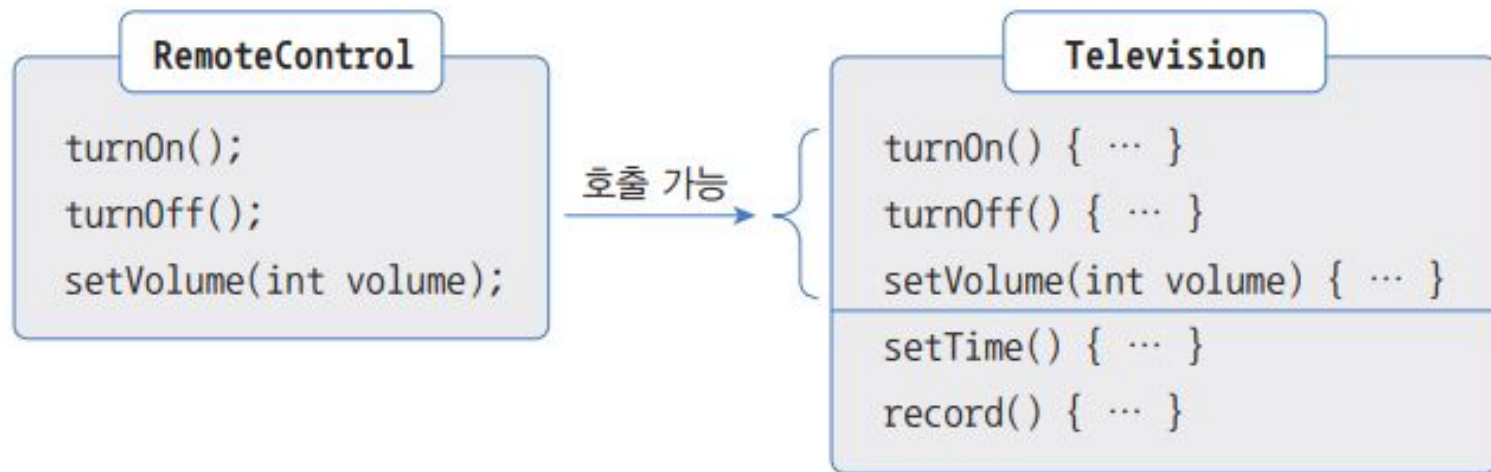 RemoteControl
turnOn();
turnOff();
setVolume(int volume);
호출 가능
Television
turnOn() { … }
turnOff() { … }
setVolume(int volume) { … }
setTime() { … }
record() { … }